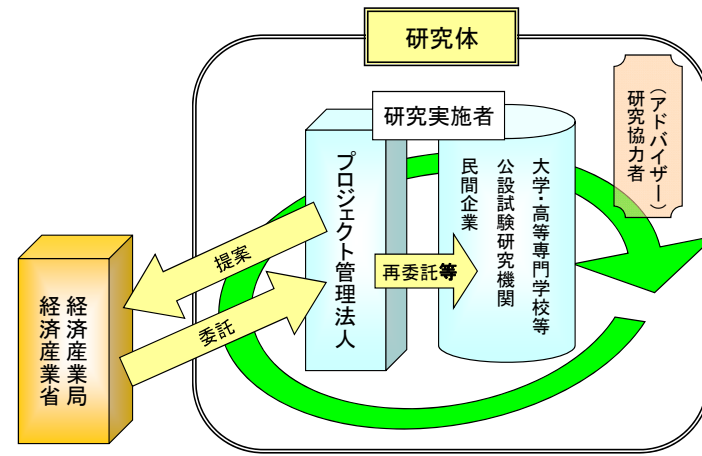 研究体
研究実施者
（アドバイザー）
研究協力者
大学・高等専門学校等
公設試験研究機関
民間企業
プロジェクト管理法人
再委託等
提案
委託
経済産業局
経済産業省